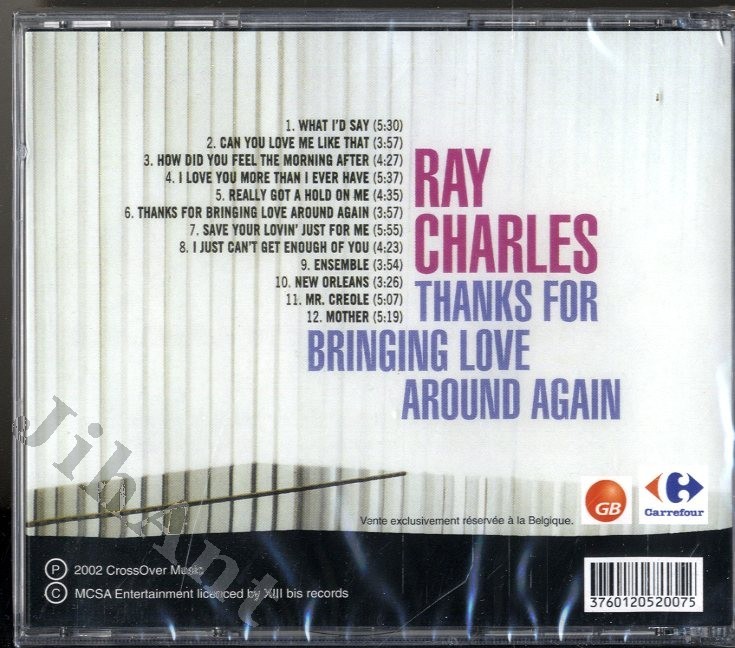 1. WHAT I'D SAY (5:30)
2. CAN YOU LOVE ME LIKE THAT (3:57)
3. HOW DID YOU FEEL THE MORNING AFTER (4:27)
4. I LOVE YOU MORE THAN I EVER HAVE (5:37)
5. REALLY GOT A HOLD ON ME (4:35)
6. THANKS FOR BRINGING LOVE AROUND AGAIN (3:57)
7. SAVE YOUR LOVIN' JUST FOR ME (5:55)
8. I JUST CAN'T GET ENOUGH OF YOU (4:23)
9. ENSEMBLE (3:54)
10. NEW ORLEANS (3:26)
11. MR. CREOLE (5:07)
12. MOTHER (5:19)
RAY
CHARLES
THANKS FOR
BRINGING LOVE
AROUND AGAIN
JihAnt
Vente exclusivement réservée à la Belgique.
GB
Carrefour
P 2002 CrossOver Music
C MCSA Entertainment licenced by XIII bis records
3760120520075